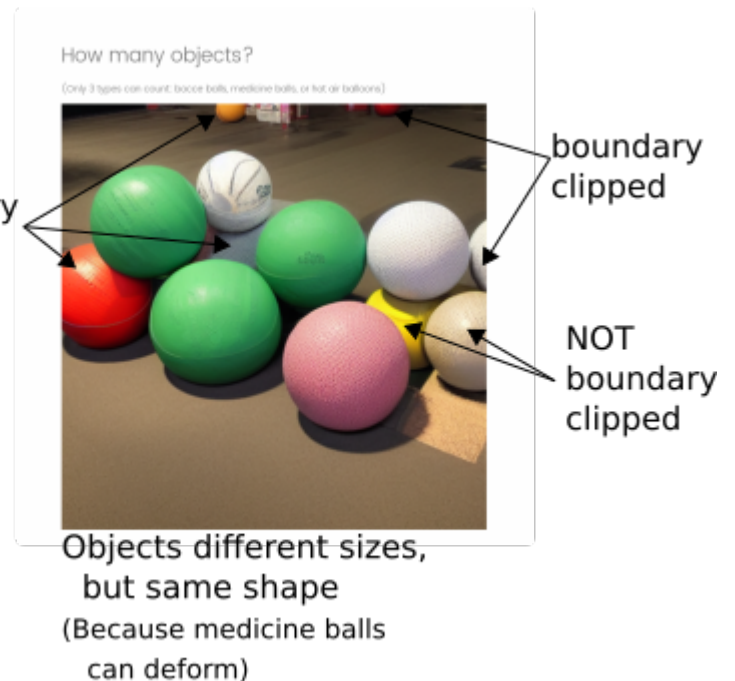 How many objects?
(Only 3 types can count: bocce balls, medicine balls, or hot air balloons)
boundary
clipped
y
NOT
boundary
clipped
Objects different sizes,
but same shape
(Because medicine balls
can deform)